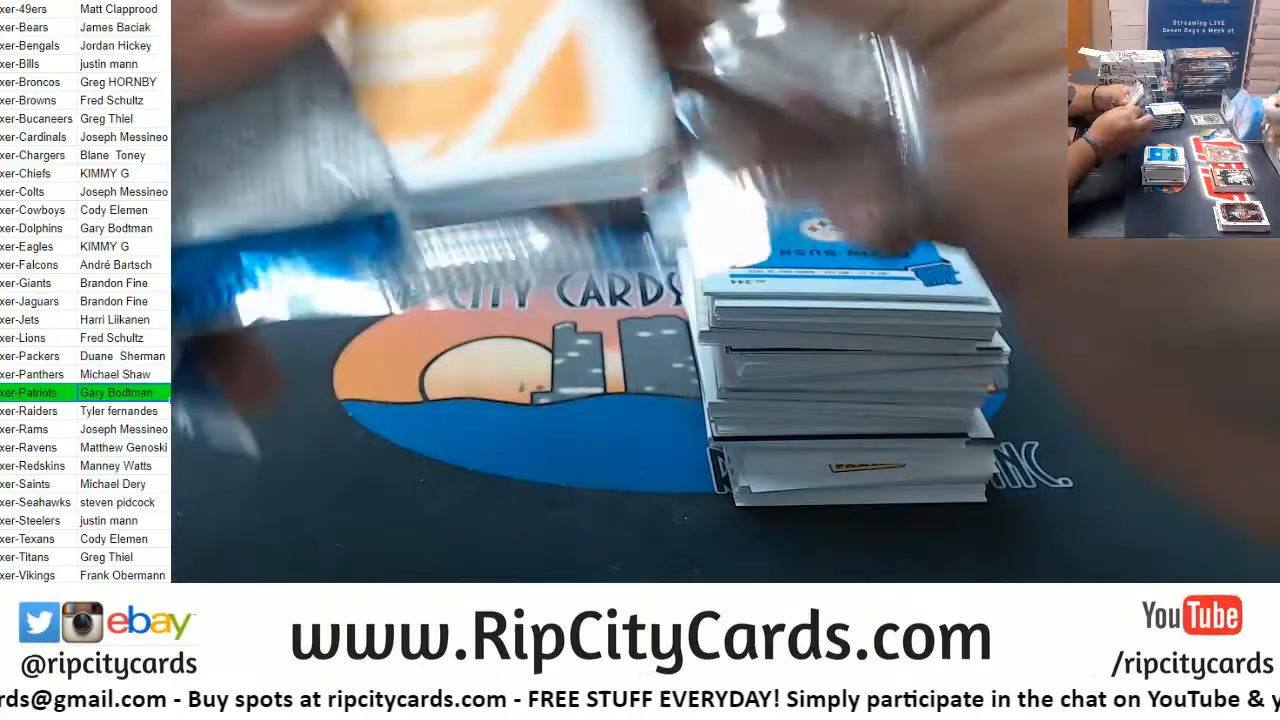 xer-49ers Matt Clapprood
xer-Bears James Baciak
xer-Bengals Jordan Hickey
xer-Bills justin mann
xer-Broncos Greg HORNBY
xer-Browns Fred Schultz
xer-Bucaneers Greg Thiel
xer-Cardinals Joseph Messineo
xer-Chargers Blane Toney
xer-Chiefs KIMMY G
xer-Colts Joseph Messineo
xer-Cowboys Cody Elemen
xer-Dolphins Gary Bodtman
xer-Eagles KIMMY G
xer-Falcons André Bartsch
xer-Giants Brandon Fine
xer-Jaguars Brandon Fine
xer-Jets Harri Liikanen
xer-Lions Fred Schultz
xer-Packers Duane Sherman
xer-Panthers Michael Shaw
xer-Patriots Gary Bodtman
xer-Raiders Tyler fernandes
xer-Rams Joseph Messineo
xer-Ravens Matthew Genoski
xer-Redskins Manney Watts
xer-Saints Michael Dery
xer-Seahawks steven pidcock
xer-Steelers justin mann
xer-Texans Cody Elemen
xer-Titans Greg Thiel
xer-Vikings Frank Obermann
Streaming LIVE
Seven Days a Week at
BUSH
CITY CARDS
INC.
ebay
@ripcitycards
www.RipCityCards.com
YouTube
/ripcitycards
rds@gmail.com - Buy spots at ripcitycards.com - FREE STUFF EVERYDAY! Simply participate in the chat on YouTube & y